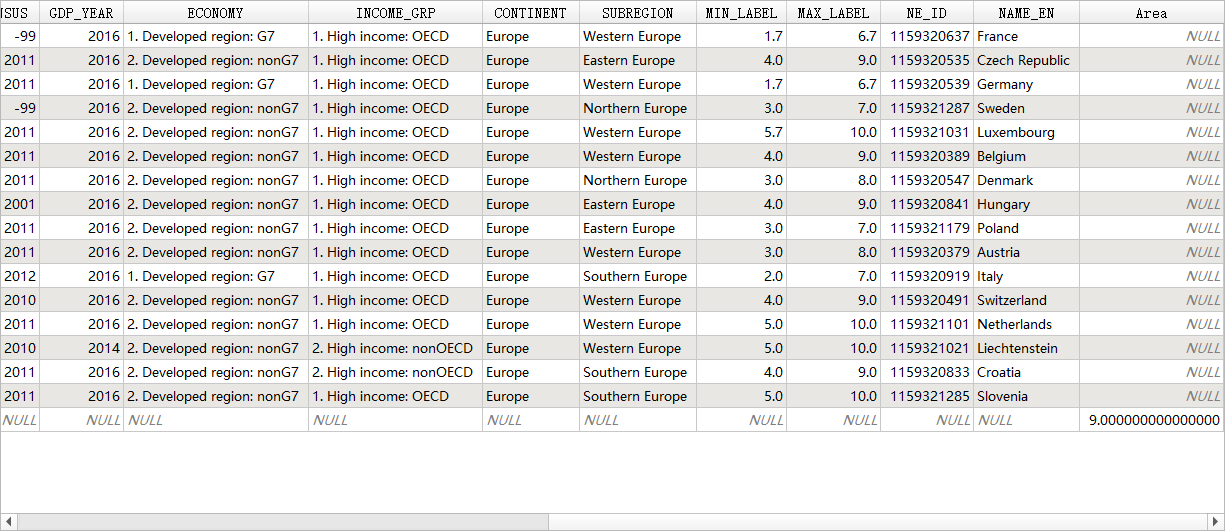 NSUS GDP_YEAR ECONOMY INCOME_GRP CONTINENT SUBREGION MIN_LABEL MAX_LABEL NE_ID NAME_EN Area
-99 2016 1. Developed region: G7 1. High income: OECD Europe Western Europe 1.7 6.7 1159320637 France NULL
2011 2016 2. Developed region: nonG7 1. High income: OECD Europe Eastern Europe 4.0 9.0 1159320535 Czech Republic NULL
2011 2016 1. Developed region: G7 1. High income: OECD Europe Western Europe 1.7 6.7 1159320539 Germany NULL
-99 2016 2. Developed region: nonG7 1. High income: OECD Europe Northern Europe 3.0 7.0 1159321287 Sweden NULL
2011 2016 2. Developed region: nonG7 1. High income: OECD Europe Western Europe 5.7 10.0 1159321031 Luxembourg NULL
2011 2016 2. Developed region: nonG7 1. High income: OECD Europe Western Europe 4.0 9.0 1159320389 Belgium NULL
2011 2016 2. Developed region: nonG7 1. High income: OECD Europe Northern Europe 3.0 8.0 1159320547 Denmark NULL
2001 2016 2. Developed region: nonG7 1. High income: OECD Europe Eastern Europe 4.0 9.0 1159320841 Hungary NULL
2011 2016 2. Developed region: nonG7 1. High income: OECD Europe Eastern Europe 3.0 7.0 1159321179 Poland NULL
2011 2016 2. Developed region: nonG7 1. High income: OECD Europe Western Europe 3.0 8.0 1159320379 Austria NULL
2012 2016 1. Developed region: G7 1. High income: OECD Europe Southern Europe 2.0 7.0 1159320919 Italy NULL
2010 2016 2. Developed region: nonG7 1. High income: OECD Europe Western Europe 4.0 9.0 1159320491 Switzerland NULL
2011 2016 2. Developed region: nonG7 1. High income: OECD Europe Western Europe 5.0 10.0 1159321101 Netherlands NULL
2010 2014 2. Developed region: nonG7 2. High income: nonOECD Europe Western Europe 5.0 10.0 1159321021 Liechtenstein NULL
2011 2016 2. Developed region: nonG7 2. High income: nonOECD Europe Southern Europe 4.0 9.0 1159320833 Croatia NULL
2011 2016 2. Developed region: nonG7 1. High income: OECD Europe Southern Europe 5.0 10.0 1159321285 Slovenia NULL
NULL NULL NULL NULL NULL NULL NULL NULL NULL NULL 9.000000000000000